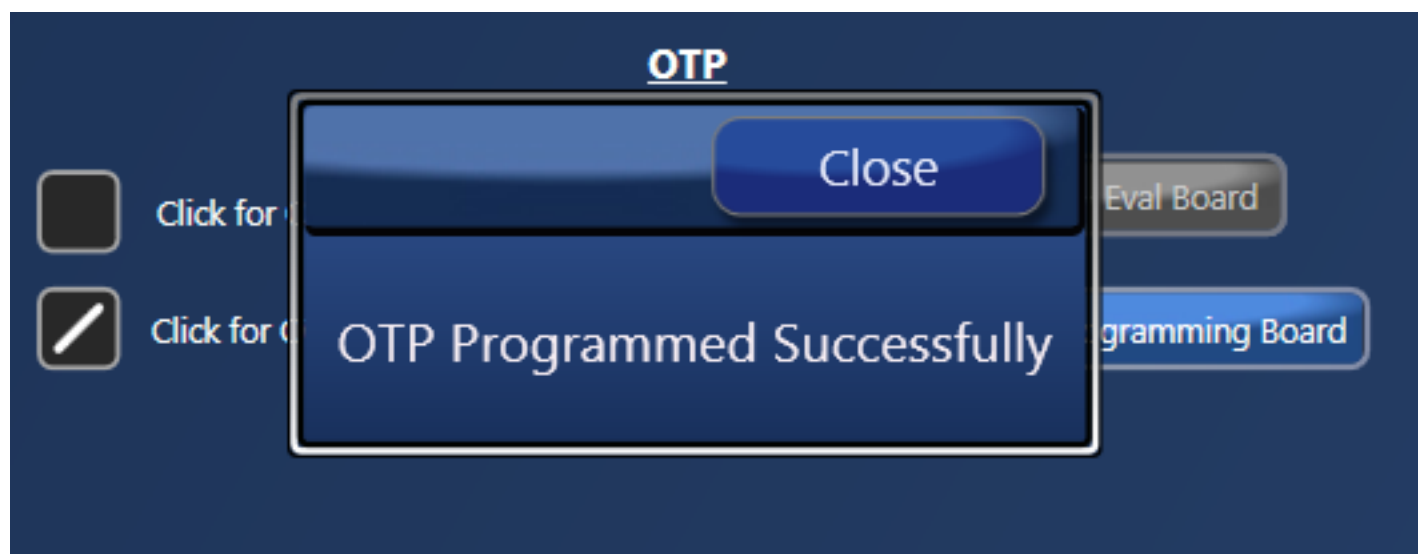 OTP
Close
Click for
Eval Board
Click for
OTP Programmed Successfully
gramming Board